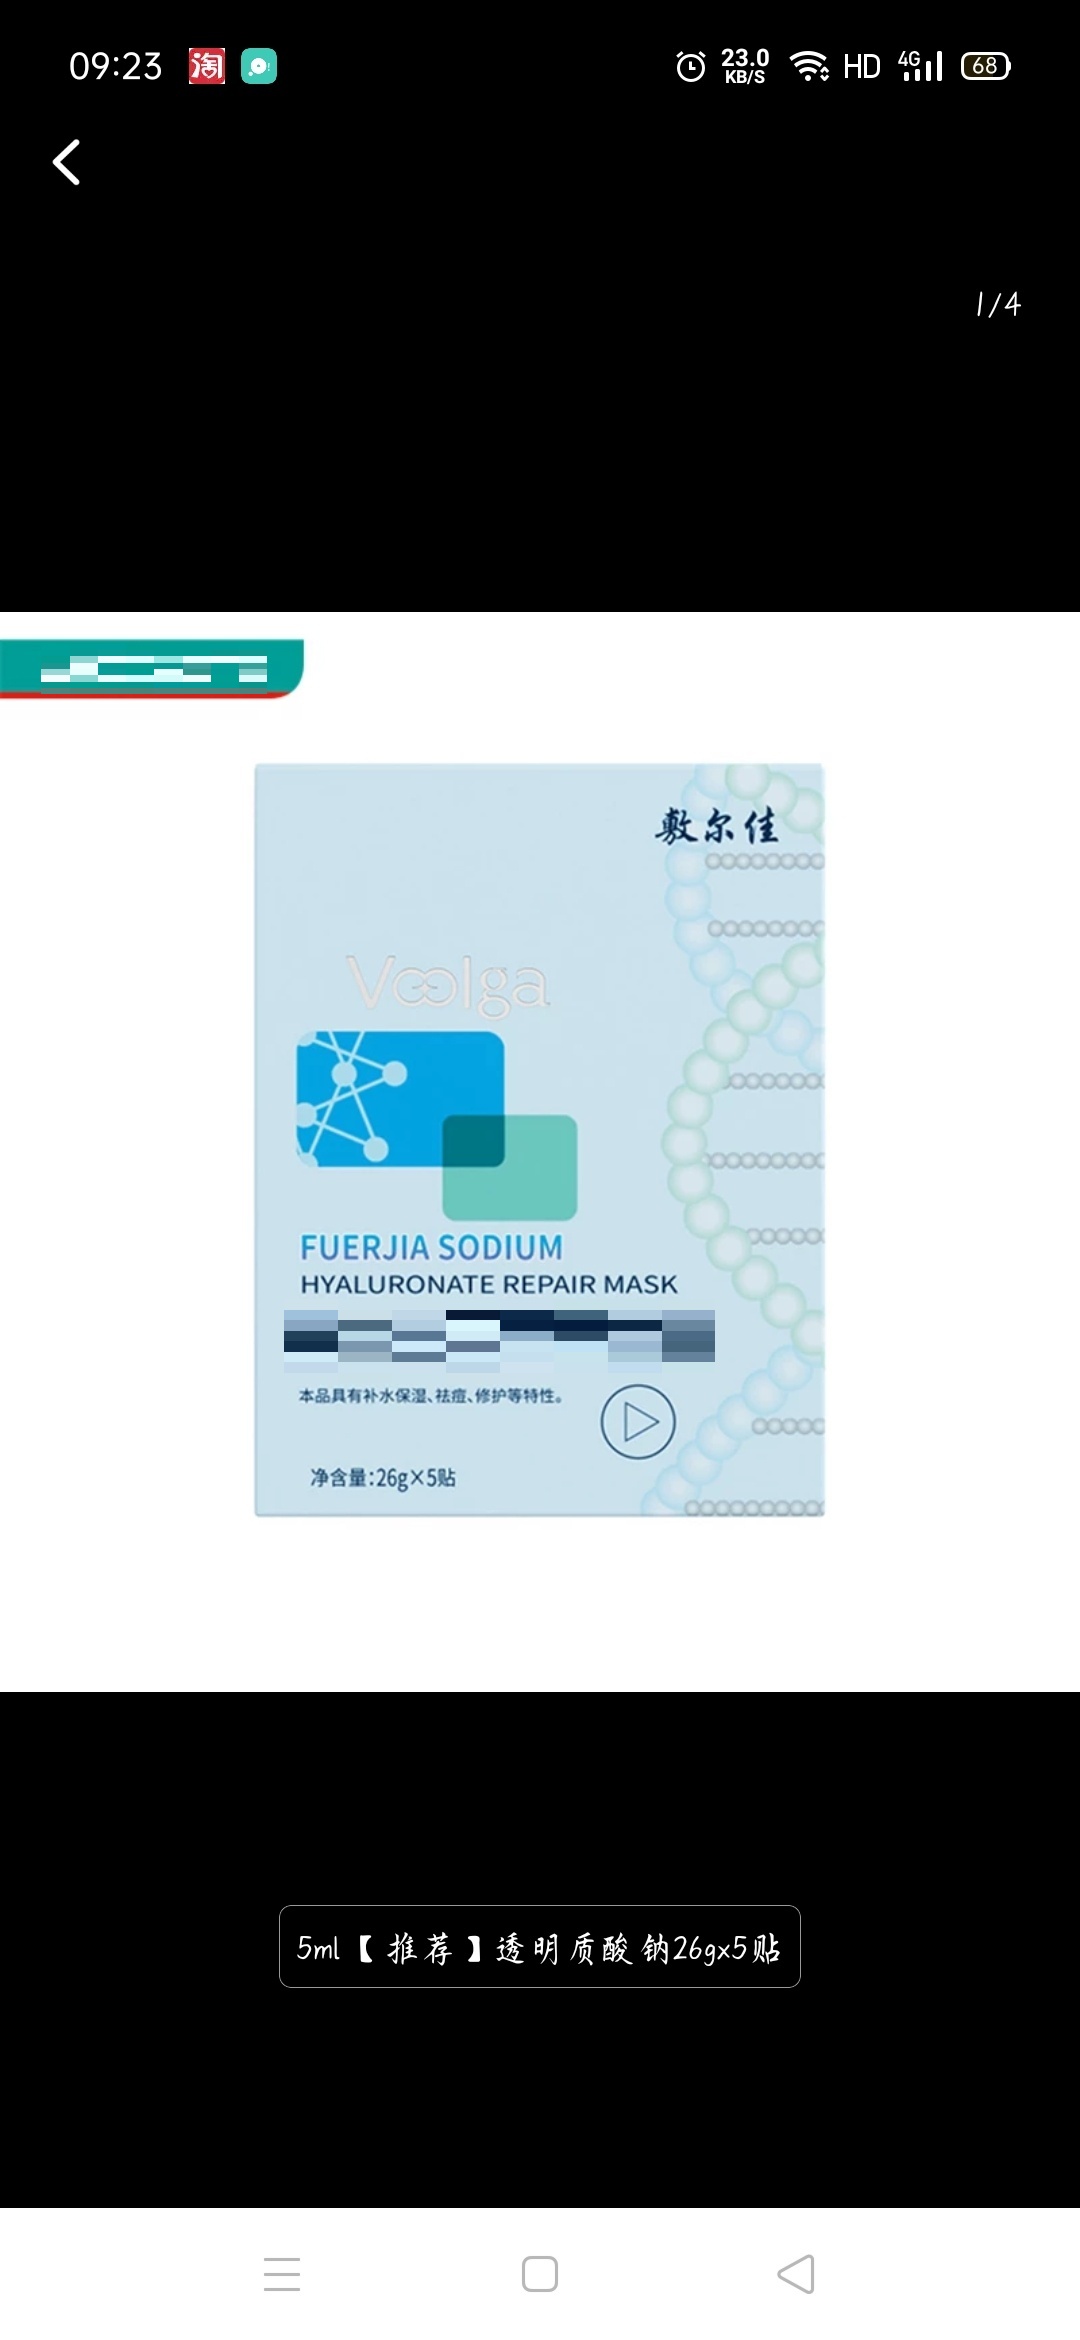 09:23
淘
23.0
KB/S
HD
4G
68
1/4
敷尔佳
Voolga
FUERJIA SODIUM
HYALURONATE REPAIR MASK
本品具有补水保湿、祛痘、修护等特性。
净含量:26g×5贴
5ml【推荐】透明质酸钠26gx5贴